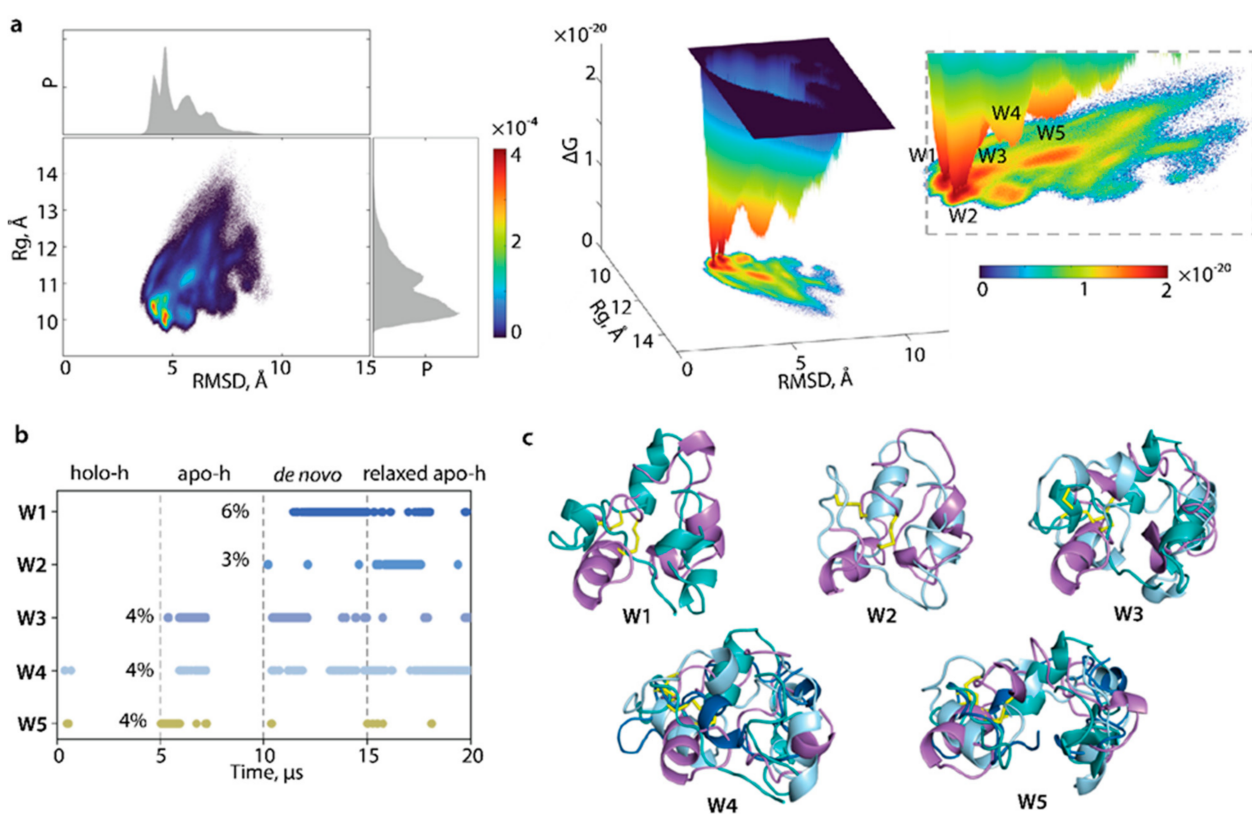 a
P
14
13
12
11
10
Rg, Å
0
5
10
15
RMSD, Å
P
×10⁻⁴
4
2
0
×10⁻²⁰
2
1
0
ΔG
10
12
14
Rg, Å
0
5
10
RMSD, Å
W1
W2
W3
W4
W5
0 1 2 ×10⁻²⁰
b
holo-h apo-h de novo relaxed apo-h
W1 6%
W2 3%
W3 4%
W4 4%
W5 4%
0 5 10 15 20
Time, μs
c
W1 W2 W3
W4 W5